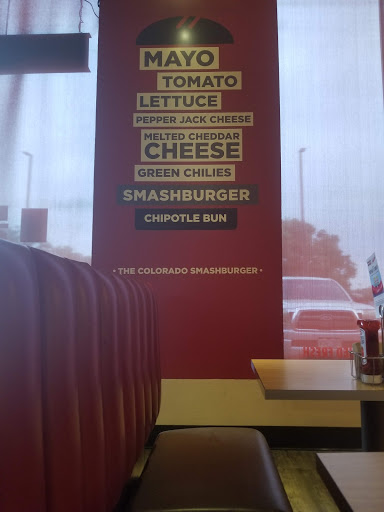 MAYO
TOMATO
LETTUCE
PEPPER JACK CHEESE
MELTED CHEDDAR
CHEESE
GREEN CHILIES
SMASHBURGER
CHIPOTLE BUN
• THE COLORADO SMASHBURGER •